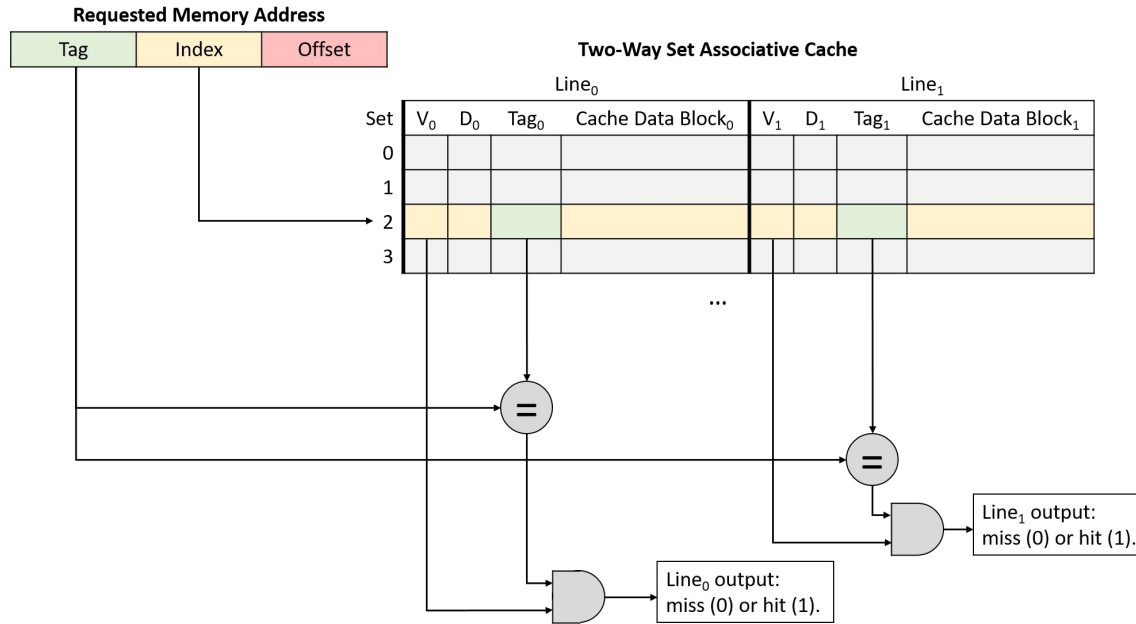 Requested Memory Address
Tag Index Offset
Two-Way Set Associative Cache
Line₀ Line₁
Set V₀ D₀ Tag₀ Cache Data Block₀ V₁ D₁ Tag₁ Cache Data Block₁
0
1
2
3
...
=
=
Line₁ output:
miss (0) or hit (1).
Line₀ output:
miss (0) or hit (1).